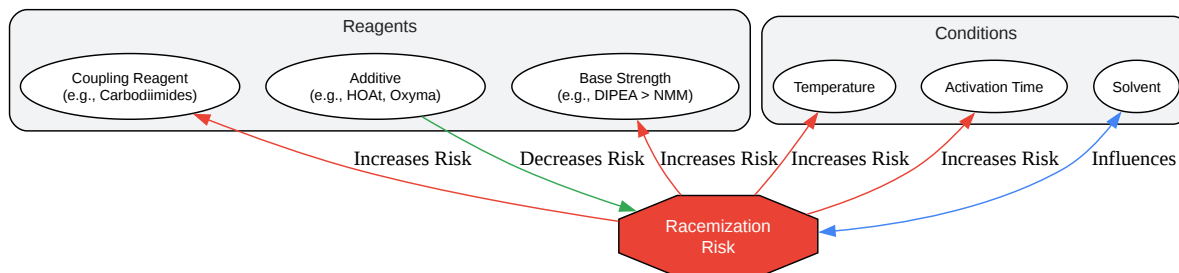 Reagents
Conditions
Coupling Reagent
(e.g., Carbodiimides)
Additive
(e.g., HOAt, Oxyma)
Base Strength
(e.g., DIPEA > NMM)
Temperature
Activation Time
Solvent
Increases Risk
Decreases Risk
Increases Risk
Increases Risk
Increases Risk
Influences
Racemization
Risk